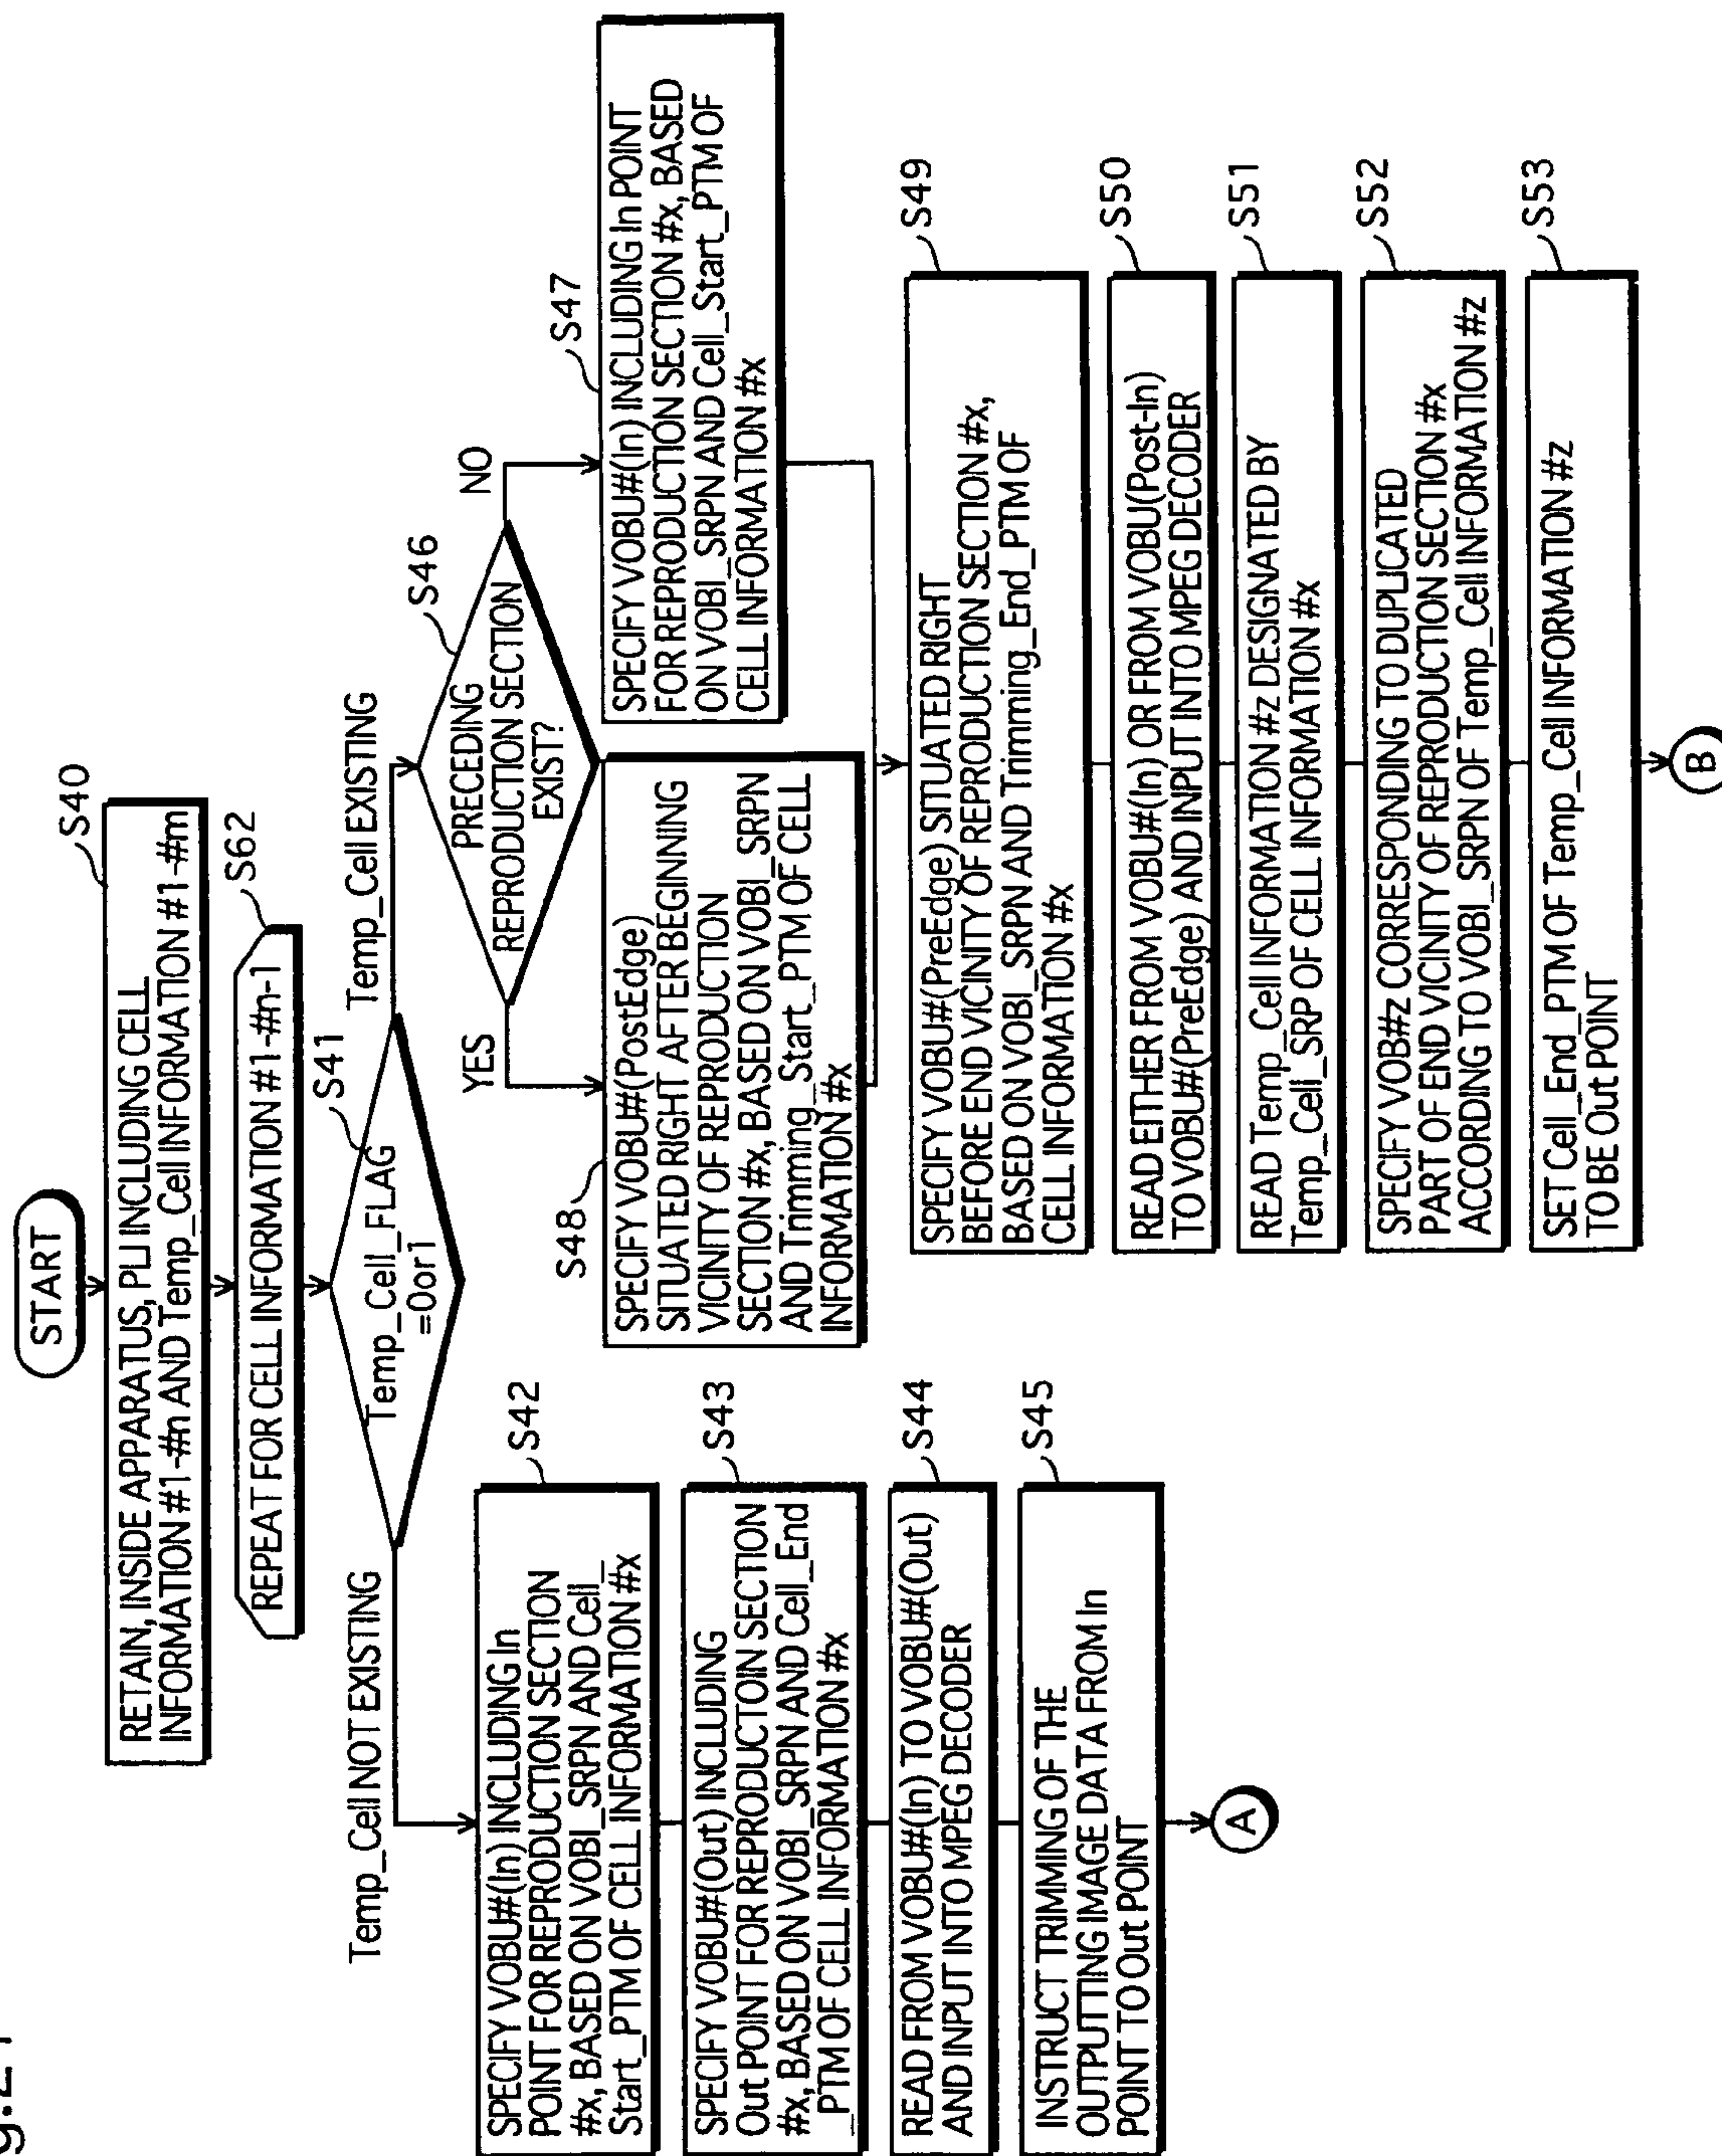 START
S40
RETAIN, INSIDE APPARATUS, PLI INCLUDING CELL
INFORMATION #1-#n AND Temp_Cell INFORMATION #1-#m
S62
REPEAT FOR CELL INFORMATION #1-#n-1
S41
Temp_Cell_FLAG
=0or1
Temp_Cell NOT EXISTING
Temp_Cell EXISTING
S42
SPECIFY VOBU#(In) INCLUDING In
POINT FOR REPRODUCTION SECTION
#x, BASED ON VOBI_SRPN AND Cell_
Start_PTM OF CELL INFORMATION #x
S43
SPECIFY VOBU#(Out) INCLUDING
Out POINT FOR REPRODUCTOIN SECTION
#x, BASED ON VOBI_SRPN AND Cell_End
_PTM OF CELL INFORMATION #x
S44
READ FROM VOBU#(In) TO VOBU#(Out)
AND INPUT INTO MPEG DECODER
S45
INSTRUCT TRIMMING OF THE
OUTPUTTING IMAGE DATA FROM In
POINT TO Out POINT
A
S46
PRECEDING
REPRODUCTION SECTION
EXIST?
YES
NO
S48
SPECIFY VOBU#(PostEdge)
SITUATED RIGHT AFTER BEGINNING
VICINITY OF REPRODUCTION
SECTION #x, BASED ON VOBI_SRPN
AND Trimming_Start_PTM OF CELL
INFORMATION #x
S47
SPECIFY VOBU#(In) INCLUDING In POINT
FOR REPRODUCTION SECTION #x, BASED
ON VOBI_SRPN AND Cell_Start_PTM OF
CELL INFORMATION #x
S49
SPECIFY VOBU#(PreEdge) SITUATED RIGHT
BEFORE END VICINITY OF REPRODUCTION SECTION #x,
BASED ON VOBI_SRPN AND Trimming_End_PTM OF
CELL INFORMATION #x
S50
READ EITHER FROM VOBU#(In) OR FROM VOBU(Post-In)
TO VOBU#(PreEdge) AND INPUT INTO MPEG DECODER
S51
READ Temp_Cell INFORMATION #z DESIGNATED BY
Temp_Cell_SRP OF CELL INFORMATION #x
S52
SPECIFY VOB#z CORRESPONDING TO DUPLICATED
PART OF END VICINITY OF REPRODUCTION SECTION #x
ACCORDING TO VOBI_SRPN OF Temp_Cell INFORMATION #z
S53
SET Cell_End_PTM OF Temp_Cell INFORMATION #z
TO BE Out POINT
B